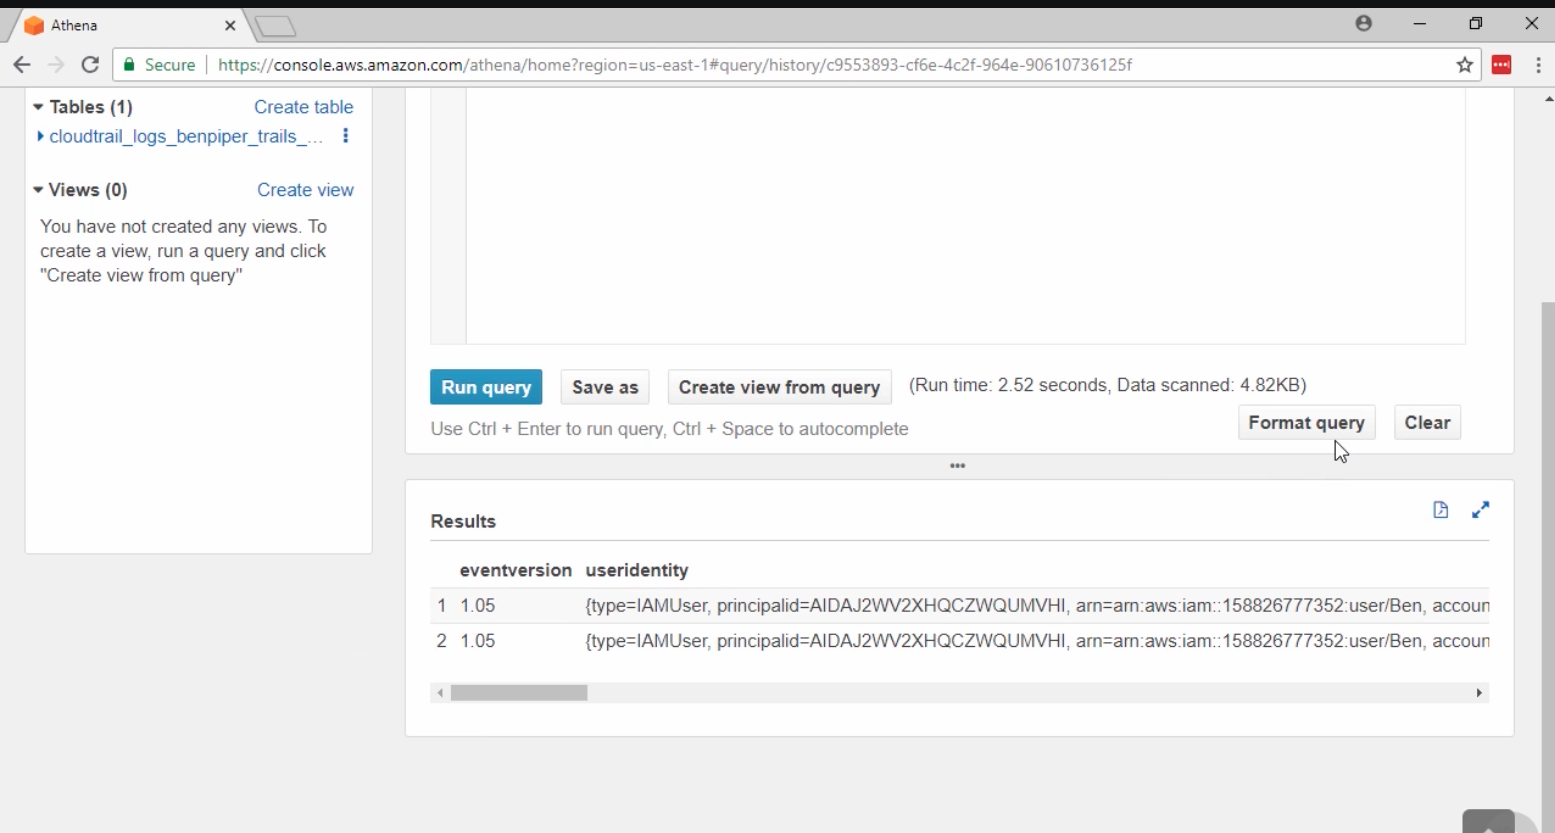 Athena
Secure https://console.aws.amazon.com/athena/home?region=us-east-1#query/history/c9553893-cf6e-4c2f-964e-90610736125f
Tables (1) Create table
cloudtrail_logs_benpiper_trails_...
Views (0) Create view
You have not created any views. To
create a view, run a query and click
"Create view from query"
Run query Save as Create view from query (Run time: 2.52 seconds, Data scanned: 4.82KB)
Use Ctrl + Enter to run query, Ctrl + Space to autocomplete
Format query Clear
Results
eventversion useridentity
1 1.05 {type=IAMUser, principalid=AIDAJ2WV2XHQCZWQUMVHI, arn=arn:aws:iam::158826777352:user/Ben, accoun
2 1.05 {type=IAMUser, principalid=AIDAJ2WV2XHQCZWQUMVHI, arn=arn:aws:iam::158826777352:user/Ben, accoun